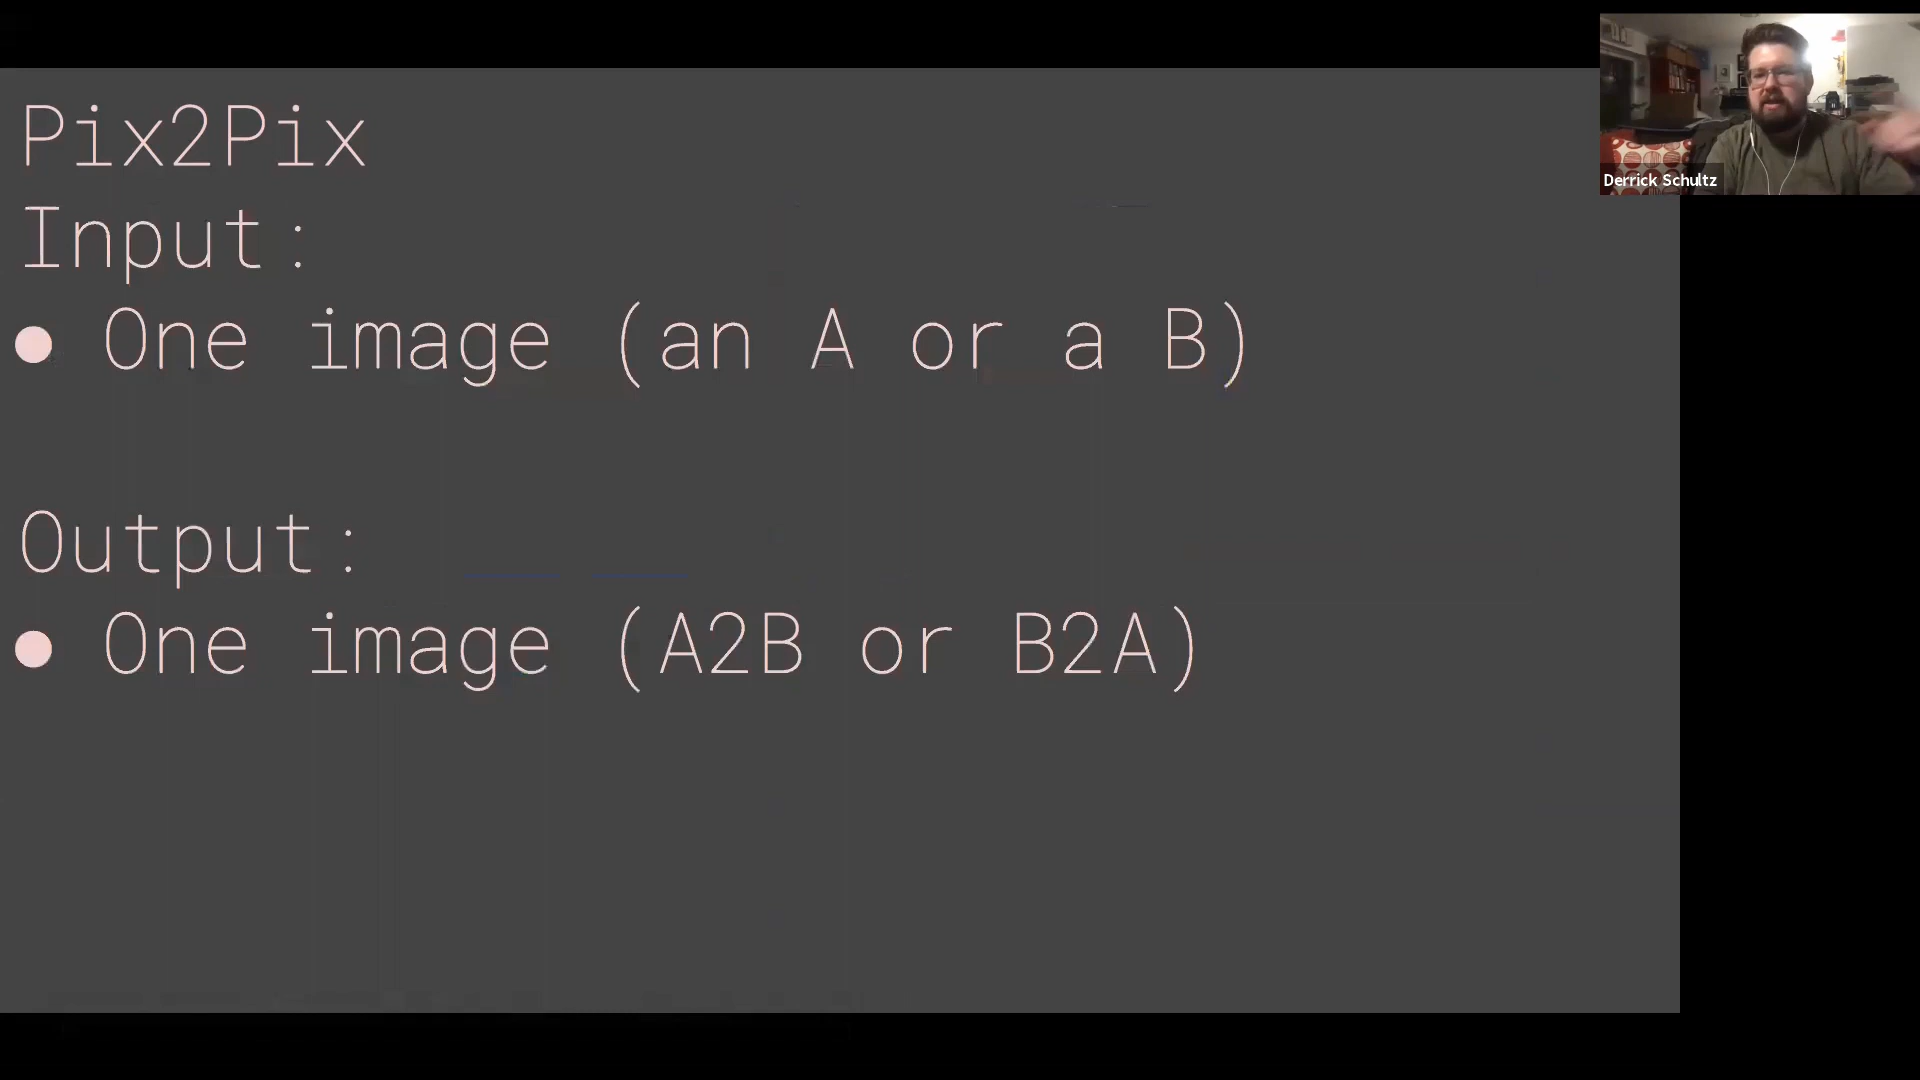 Pix2Pix
Input:
● One image (an A or a B)
Output:
● One image (A2B or B2A)
Derrick Schultz